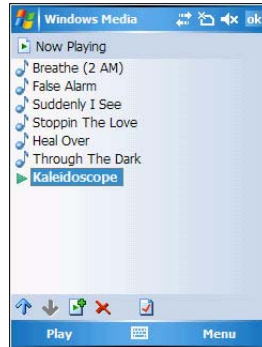 Windows Media ok
Now Playing
Breathe (2 AM)
False Alarm
Suddenly I See
Stoppin The Love
Heal Over
Through The Dark
Kaleidoscope
Play Menu